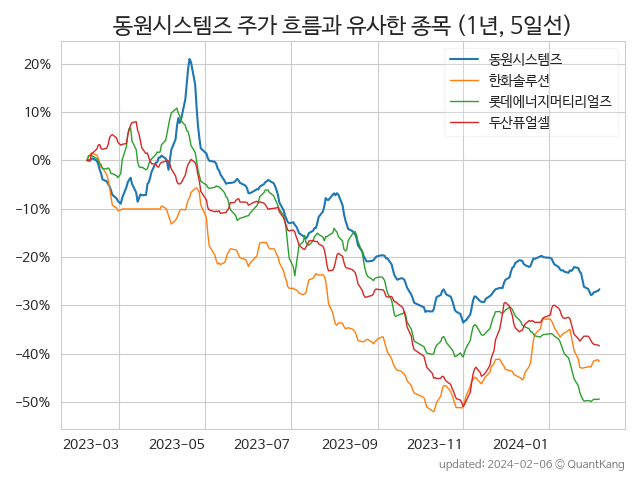 동원시스템즈 주가 흐름과 유사한 종목 (1년, 5일선)
동원시스템즈
한화솔루션
롯데에너지머티리얼즈
두산퓨얼셀
20%
10%
0%
−10%
−20%
−30%
−40%
−50%
2023-03 2023-05 2023-07 2023-09 2023-11 2024-01
updated: 2024-02-06 © QuantKang